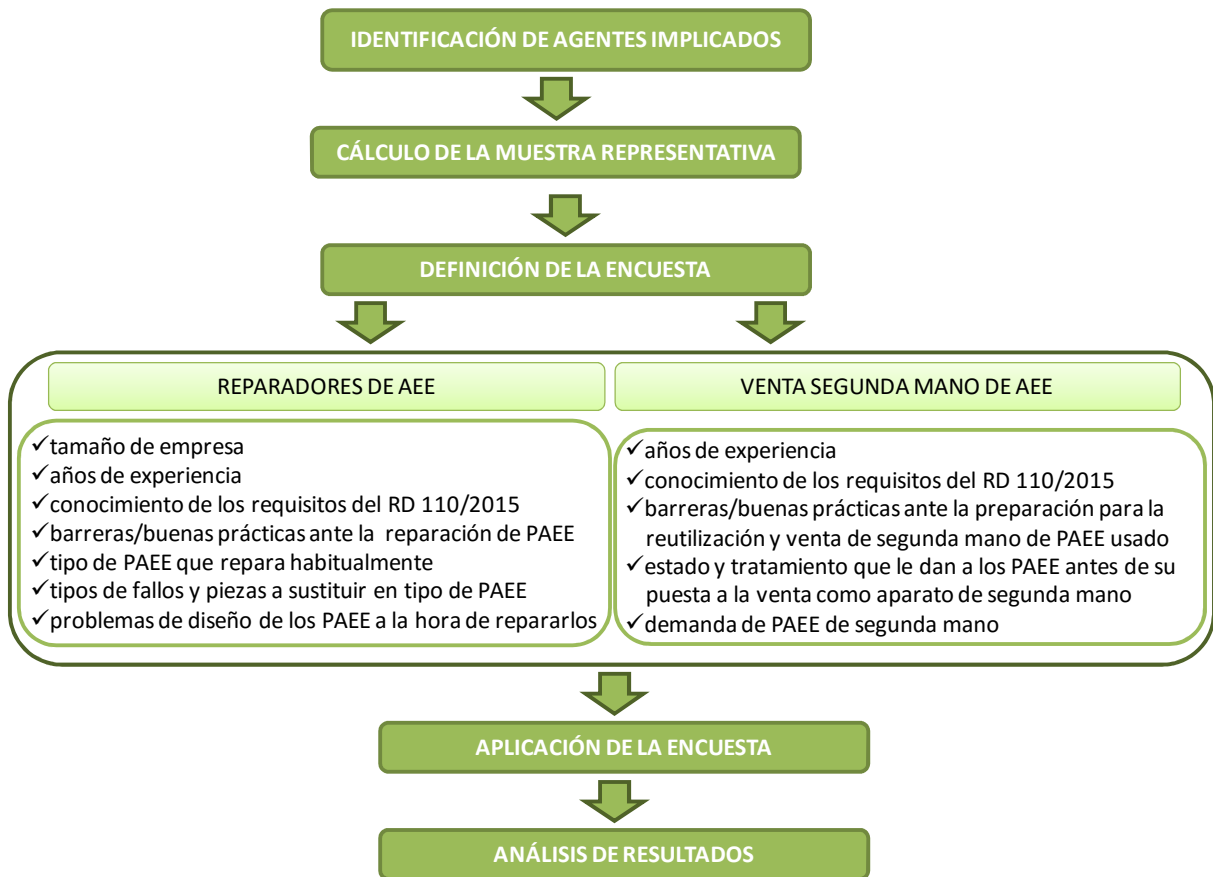 IDENTIFICACIÓN DE AGENTES IMPLICADOS
CÁLCULO DE LA MUESTRA REPRESENTATIVA
DEFINICIÓN DE LA ENCUESTA
REPARADORES DE AEE
✓tamaño de empresa
✓años de experiencia
✓conocimiento de los requisitos del RD 110/2015
✓barreras/buenas prácticas ante la reparación de PAEE
✓tipo de PAEE que repara habitualmente
✓tipos de fallos y piezas a sustituir en tipo de PAEE
✓problemas de diseño de los PAEE a la hora de repararlos
VENTA SEGUNDA MANO DE AEE
✓años de experiencia
✓conocimiento de los requisitos del RD 110/2015
✓barreras/buenas prácticas ante la preparación para la
reutilización y venta de segunda mano de PAEE usado
✓estado y tratamiento que le dan a los PAEE antes de su
puesta a la venta como aparato de segunda mano
✓demanda de PAEE de segunda mano
APLICACIÓN DE LA ENCUESTA
ANÁLISIS DE RESULTADOS